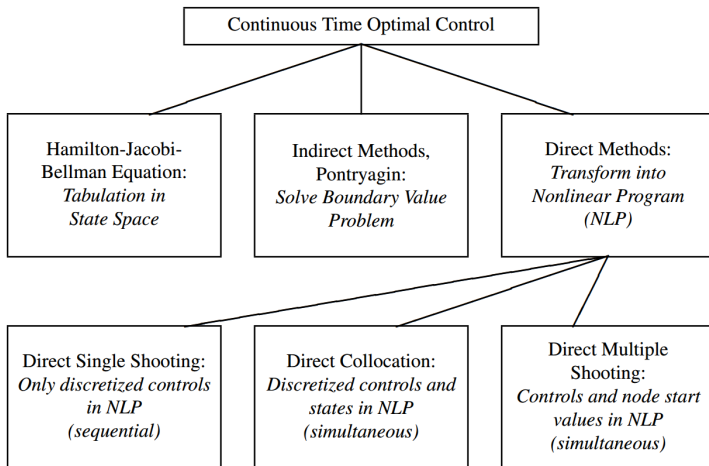 Continuous Time Optimal Control
Hamilton-Jacobi-
Bellman Equation:
Tabulation in
State Space
Indirect Methods,
Pontryagin:
Solve Boundary Value
Problem
Direct Methods:
Transform into
Nonlinear Program
(NLP)
Direct Single Shooting:
Only discretized controls
in NLP
(sequential)
Direct Collocation:
Discretized controls and
states in NLP
(simultaneous)
Direct Multiple
Shooting:
Controls and node start
values in NLP
(simultaneous)